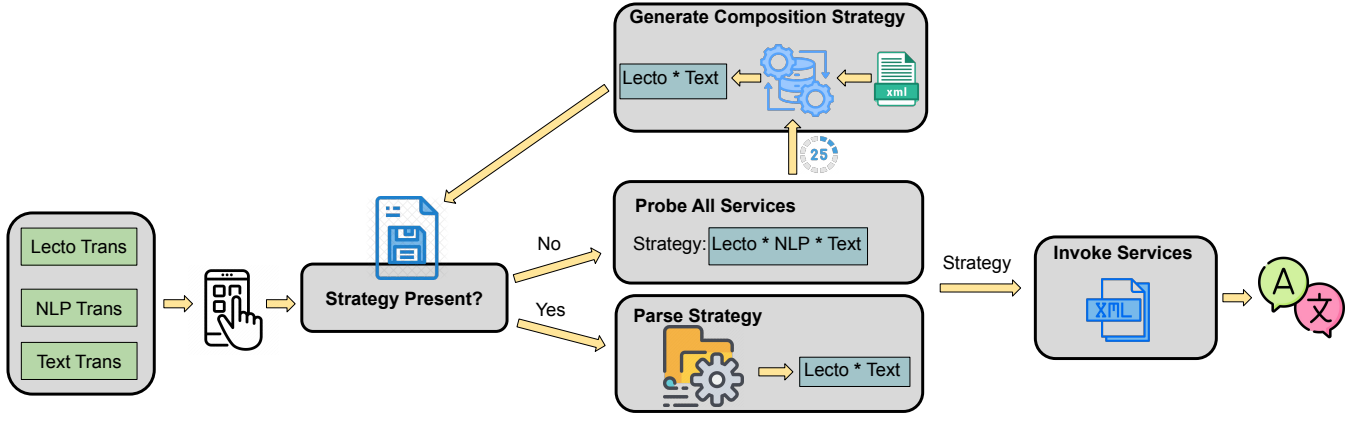 Generate Composition Strategy
Lecto * Text
xml
25
Probe All Services
Strategy: Lecto * NLP * Text
Lecto Trans
NLP Trans
Text Trans
Strategy Present?
No
Yes
Parse Strategy
Lecto * Text
Strategy
Invoke Services
XML
A
文